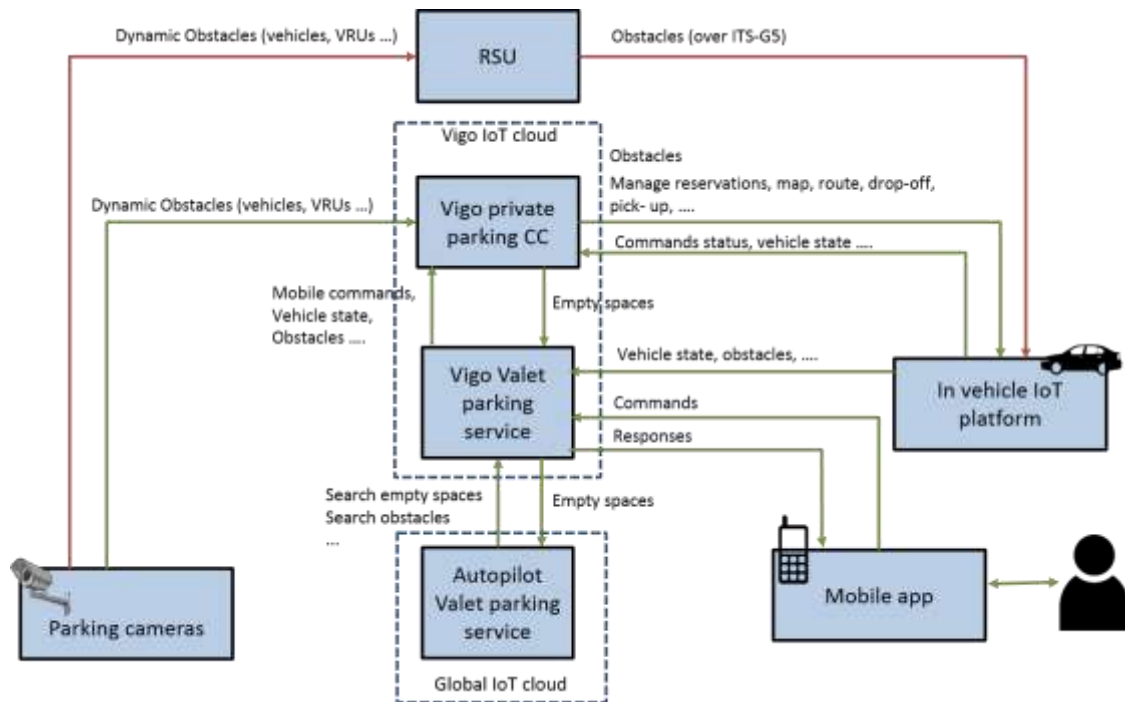 Dynamic Obstacles (vehicles, VRUs ...)
RSU
Obstacles (over ITS-G5)
Vigo IoT cloud
Obstacles
Manage reservations, map, route, drop-off,
pick- up, ....
Dynamic Obstacles (vehicles, VRUs ...)
Vigo private
parking CC
Commands status, vehicle state ....
Mobile commands,
Vehicle state,
Obstacles ....
Empty spaces
Vehicle state, obstacles, ....
Vigo Valet
parking
service
In vehicle IoT
platform
Commands
Responses
Search empty spaces
Search obstacles
...
Empty spaces
Autopilot
Valet parking
service
Parking cameras
Mobile app
Global IoT cloud